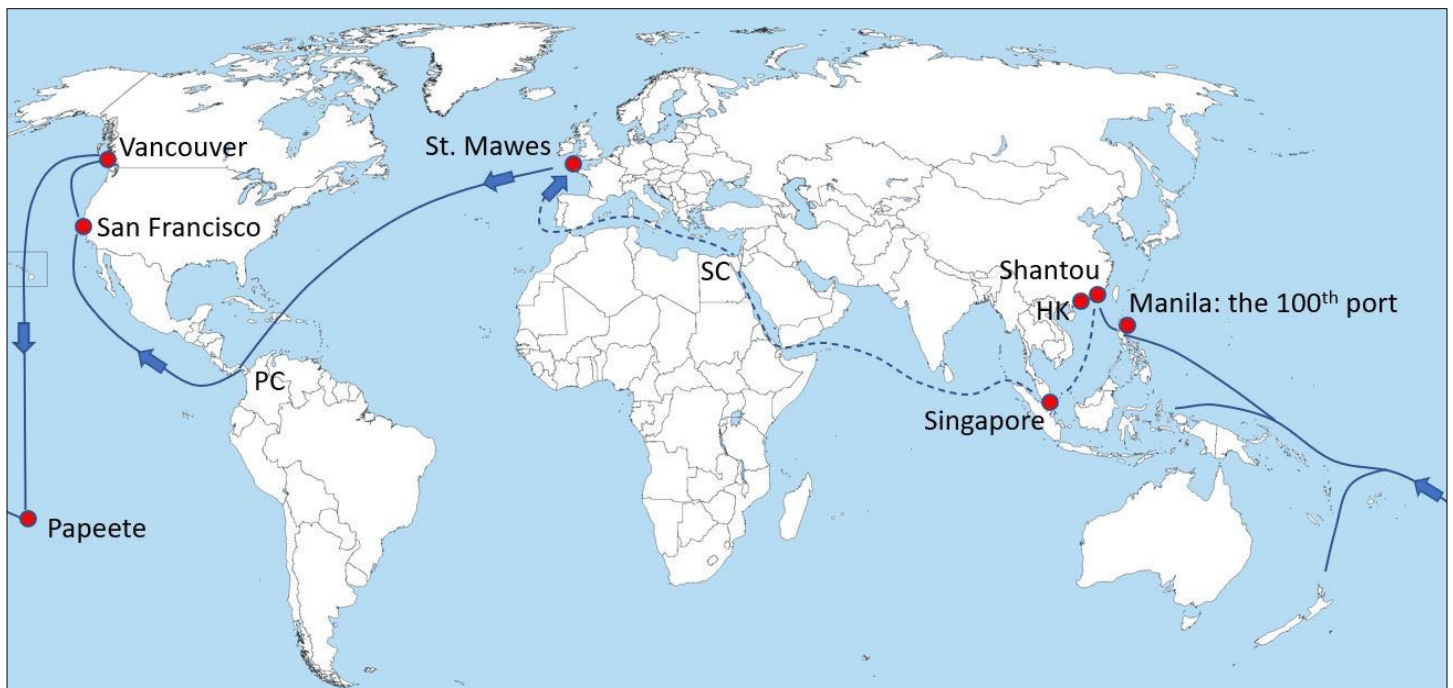 Vancouver
St. Mawes
San Francisco
SC
Shantou
HK
Manila: the 100th port
PC
Singapore
Papeete